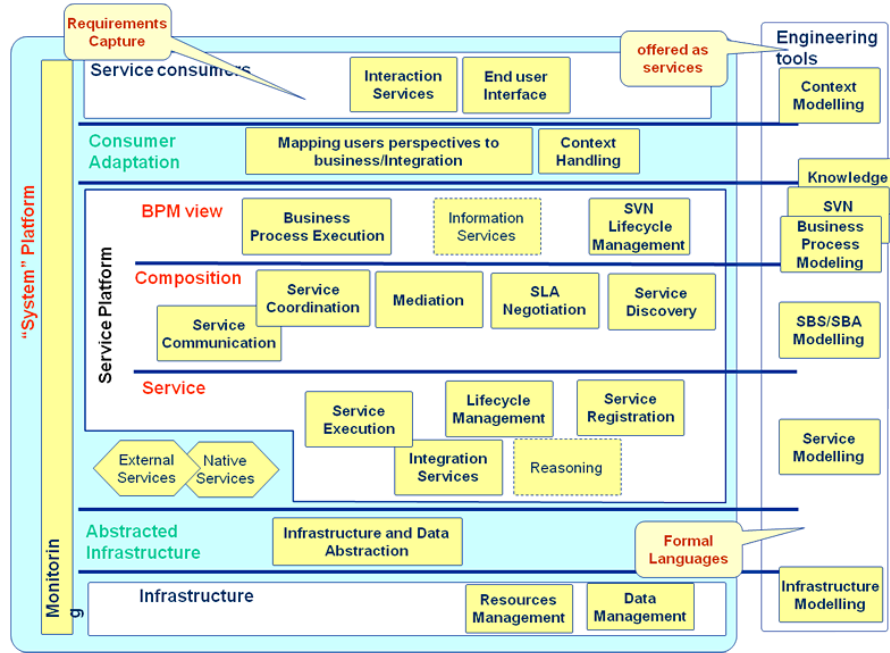 Requirements
Capture
offered as
services
Engineering
tools
Service consumers
Interaction
Services
End user
Interface
Context
Modelling
Consumer
Adaptation
Mapping users perspectives to
business/Integration
Context
Handling
Knowledge
SVN
Business
Process
Modeling
"System" Platform
Service Platform
BPM view
Business
Process Execution
Information
Services
SVN
Lifecycle
Management
Composition
Service
Coordination
Mediation
SLA
Negotiation
Service
Discovery
Service
Communication
SBS/SBA
Modelling
Service
Service
Execution
Lifecycle
Management
Service
Registration
Integration
Services
Reasoning
Service
Modelling
External
Services
Native
Services
Abstracted
Infrastructure
Infrastructure and Data
Abstraction
Formal
Languages
Monitorin
g
Infrastructure
Resources
Management
Data
Management
Infrastructure
Modelling